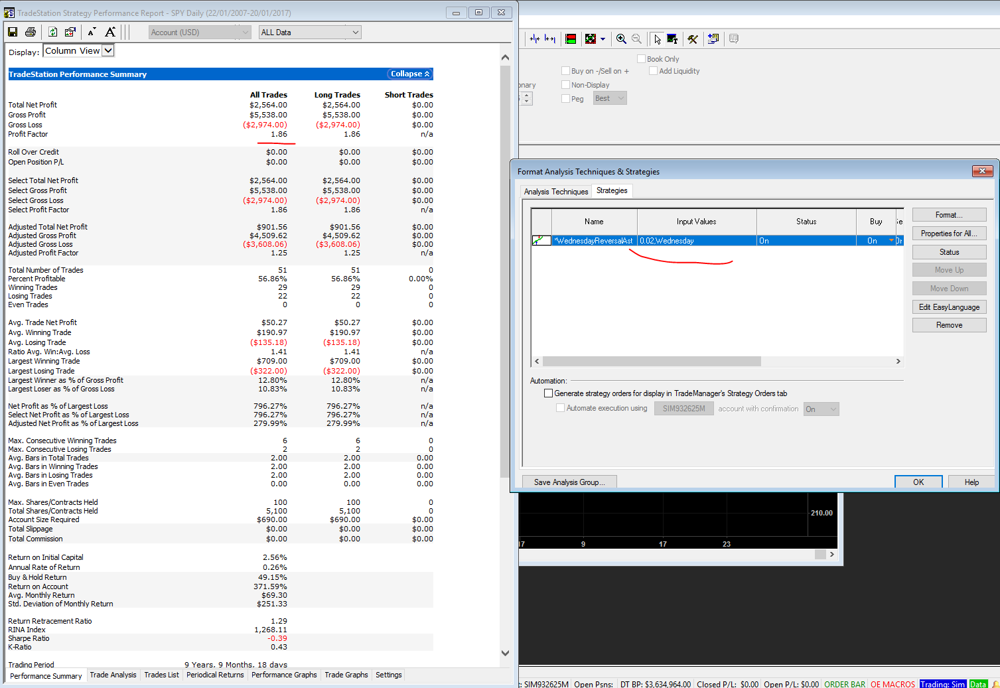 TradeStation Strategy Performance Report - SPY Daily (22/01/2007-20/01/2017)
Account (USD) ALL Data
Display: Column View
TradeStation Performance Summary Collapse
All Trades Long Trades Short Trades
Total Net Profit $2,564.00 $2,564.00 $0.00
Gross Profit $5,538.00 $5,538.00 $0.00
Gross Loss ($2,974.00) ($2,974.00) $0.00
Profit Factor 1.86 1.86 n/a
Roll Over Credit $0.00 $0.00 $0.00
Open Position P/L $0.00 $0.00 $0.00
Select Total Net Profit $2,564.00 $2,564.00 $0.00
Select Gross Profit $5,538.00 $5,538.00 $0.00
Select Gross Loss ($2,974.00) ($2,974.00) $0.00
Select Profit Factor 1.86 1.86 n/a
Adjusted Total Net Profit $901.56 $901.56 $0.00
Adjusted Gross Profit $4,509.62 $4,509.62 $0.00
Adjusted Gross Loss ($3,608.06) ($3,608.06) $0.00
Adjusted Profit Factor 1.25 1.25 n/a
Total Number of Trades 51 51 0
Percent Profitable 56.86% 56.86% 0.00%
Winning Trades 29 29 0
Losing Trades 22 22 0
Even Trades 0 0 0
Avg. Trade Net Profit $50.27 $50.27 $0.00
Avg. Winning Trade $190.97 $190.97 $0.00
Avg. Losing Trade ($135.18) ($135.18) $0.00
Ratio Avg. Win:Avg. Loss 1.41 1.41 n/a
Largest Winning Trade $709.00 $709.00 $0.00
Largest Losing Trade ($322.00) ($322.00) $0.00
Largest Winner as % of Gross Profit 12.80% 12.80% n/a
Largest Loser as % of Gross Loss 10.83% 10.83% n/a
Net Profit as % of Largest Loss 796.27% 796.27% n/a
Select Net Profit as % of Largest Loss 796.27% 796.27% n/a
Adjusted Net Profit as % of Largest Loss 279.99% 279.99% n/a
Max. Consecutive Winning Trades 6 6 0
Max. Consecutive Losing Trades 2 2 0
Avg. Bars in Total Trades 2.00 2.00 0.00
Avg. Bars in Winning Trades 2.00 2.00 0.00
Avg. Bars in Losing Trades 2.00 2.00 0.00
Avg. Bars in Even Trades 0.00 0.00 0.00
Max. Shares/Contracts Held 100 100 0
Total Shares/Contracts Held 5,100 5,100 0
Account Size Required $690.00 $690.00 $0.00
Total Slippage $0.00 $0.00 $0.00
Total Commission $0.00 $0.00 $0.00
Return on Initial Capital 2.56%
Annual Rate of Return 0.26%
Buy & Hold Return 49.15%
Return on Account 371.59%
Avg. Monthly Return $69.30
Std. Deviation of Monthly Return $251.33
Return Retracement Ratio 1.29
RINA Index 1,268.11
Sharpe Ratio -0.39
K-Ratio 0.43
Trading Period 9 Years, 9 Months, 18 days
Performance Summary Trade Analysis Trades List Periodical Returns Performance Graphs Trade Graphs Settings
Book Only
Buy on -/Sell on + Add Liquidity
onary Non-Display
Peg Best
Format Analysis Techniques & Strategies
Analysis Techniques Strategies
Name Input Values Status Buy
*WednesdayReversalAst 0.02,Wednesday On On
Format...
Properties for All...
Status
Move Up
Move Down
Edit EasyLanguage
Remove
Automation:
Generate strategy orders for display in TradeManager's Strategy Orders tab
Automate execution using SIM932625M account with confirmation On
Save Analysis Group... OK Help
210.00
17 9 17 23
t: SIM932625M Open Psns: DT BP: $3,634,964.00 Closed P/L: $0.00 Open P/L: $0.00 ORDER BAR OE MACROS Trading: Sim Data